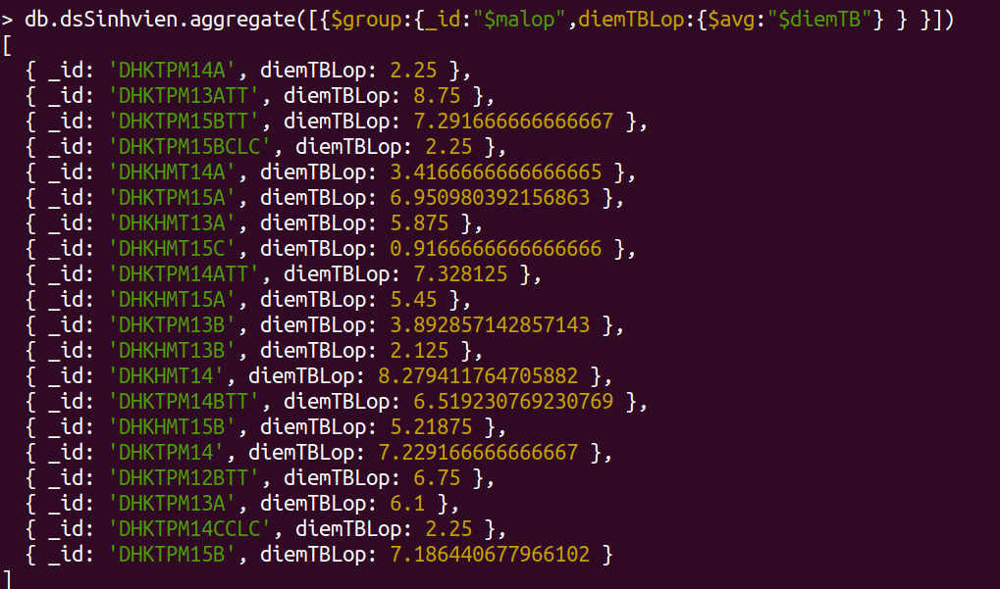 > db.dsSinhvien.aggregate([{$group:{_id:"$malop",diemTBLop:{$avg:"$diemTB"} } }])
[
  { _id: 'DHKTPM14A', diemTBLop: 2.25 },
  { _id: 'DHKTPM13ATT', diemTBLop: 8.75 },
  { _id: 'DHKTPM15BTT', diemTBLop: 7.291666666666667 },
  { _id: 'DHKTPM15BCLC', diemTBLop: 2.25 },
  { _id: 'DHKHMT14A', diemTBLop: 3.4166666666666665 },
  { _id: 'DHKTPM15A', diemTBLop: 6.950980392156863 },
  { _id: 'DHKHMT13A', diemTBLop: 5.875 },
  { _id: 'DHKHMT15C', diemTBLop: 0.9166666666666666 },
  { _id: 'DHKTPM14ATT', diemTBLop: 7.328125 },
  { _id: 'DHKHMT15A', diemTBLop: 5.45 },
  { _id: 'DHKTPM13B', diemTBLop: 3.892857142857143 },
  { _id: 'DHKHMT13B', diemTBLop: 2.125 },
  { _id: 'DHKHMT14', diemTBLop: 8.279411764705882 },
  { _id: 'DHKTPM14BTT', diemTBLop: 6.519230769230769 },
  { _id: 'DHKHMT15B', diemTBLop: 5.21875 },
  { _id: 'DHKTPM14', diemTBLop: 7.229166666666667 },
  { _id: 'DHKTPM12BTT', diemTBLop: 6.75 },
  { _id: 'DHKTPM13A', diemTBLop: 6.1 },
  { _id: 'DHKTPM14CCLC', diemTBLop: 2.25 },
  { _id: 'DHKTPM15B', diemTBLop: 7.186440677966102 }
]